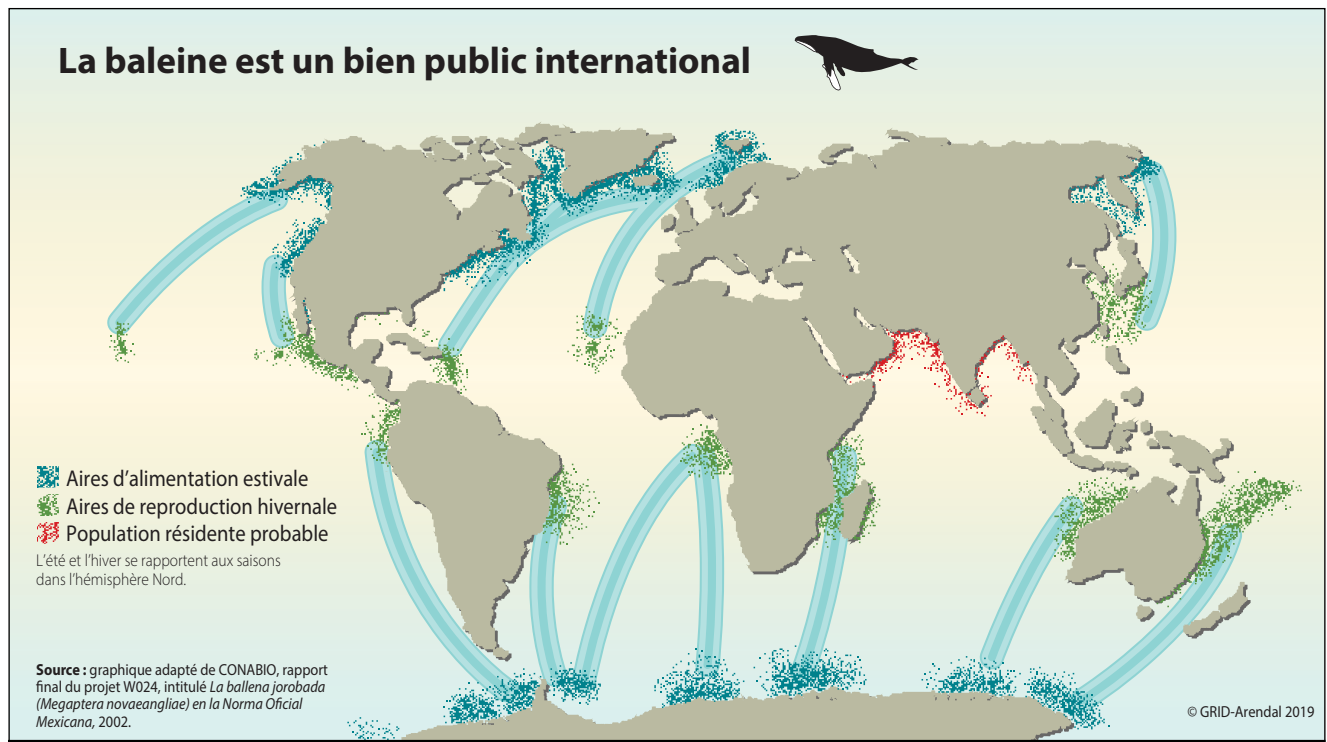 La baleine est un bien public international
Aires d’alimentation estivale
Aires de reproduction hivernale
Population résidente probable
L’été et l’hiver se rapportent aux saisons
dans l’hémisphère Nord.
Source : graphique adapté de CONABIO, rapport
final du projet W024, intitulé La ballena jorobada
(Megaptera novaeangliae) en la Norma Oficial
Mexicana, 2002.
© GRID-Arendal 2019